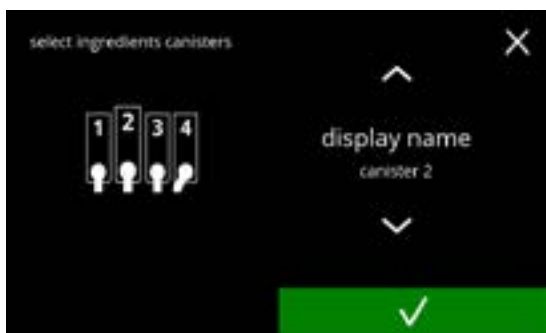 select ingredients canisters
1 2 3 4
display name
canister 2